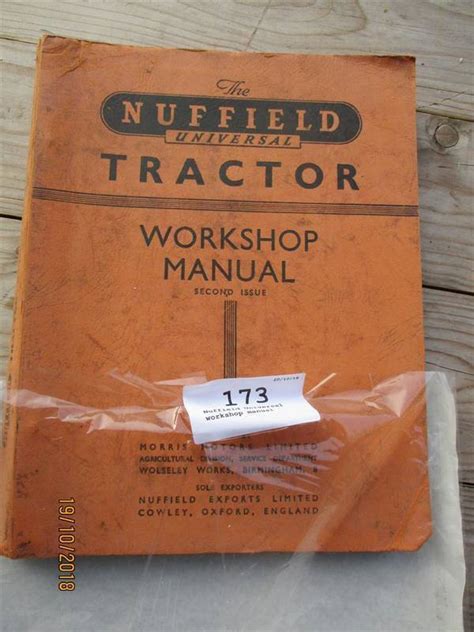 The
NUFFIELD
UNIVERSAL
TRACTOR
WORKSHOP
MANUAL
SECOND ISSUE
173
Nuffield Universal
workshop manual
MORRIS MOTORS LIMITED
AGRICULTURAL DIVISION, SERVICE DEPARTMENT
WOLSELEY WORKS, BIRMINGHAM, 8
SOLE EXPORTERS
NUFFIELD EXPORTS LIMITED
COWLEY, OXFORD, ENGLAND
19/10/2018